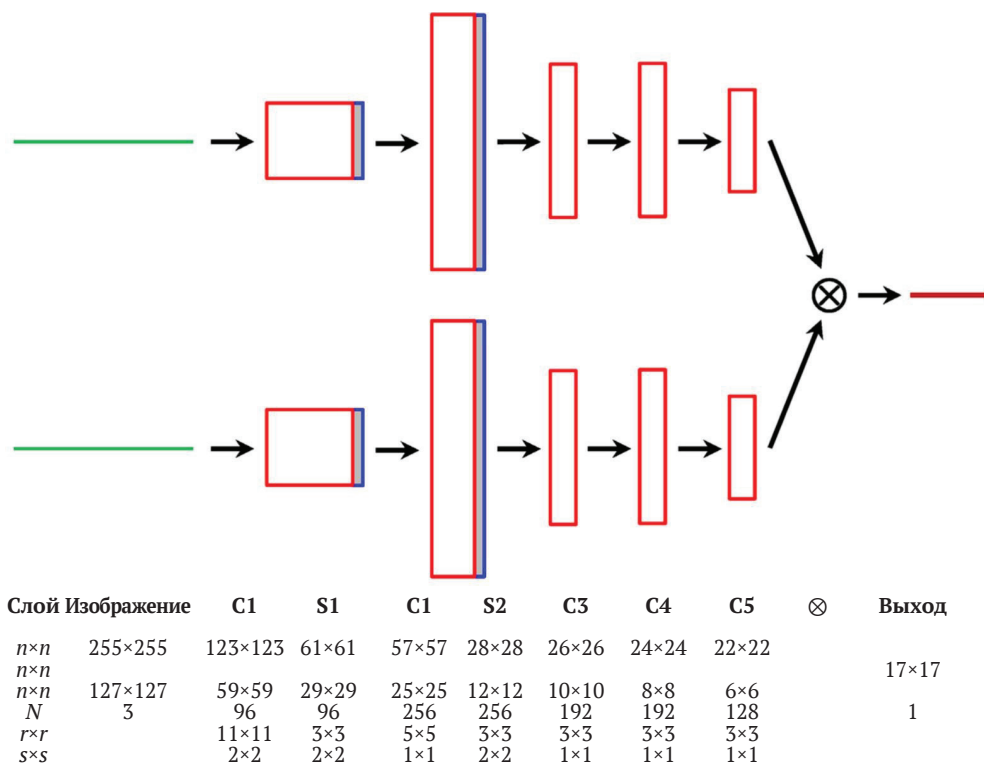 Слой Изображение C1 S1 C1 S2 C3 C4 C5 ⊗ Выход
n×n 255×255 123×123 61×61 57×57 28×28 26×26 24×24 22×22
n×n 17×17
n×n 127×127 59×59 29×29 25×25 12×12 10×10 8×8 6×6
N 3 96 96 256 256 192 192 128 1
r×r 11×11 3×3 5×5 3×3 3×3 3×3 3×3
s×s 2×2 2×2 1×1 2×2 1×1 1×1 1×1